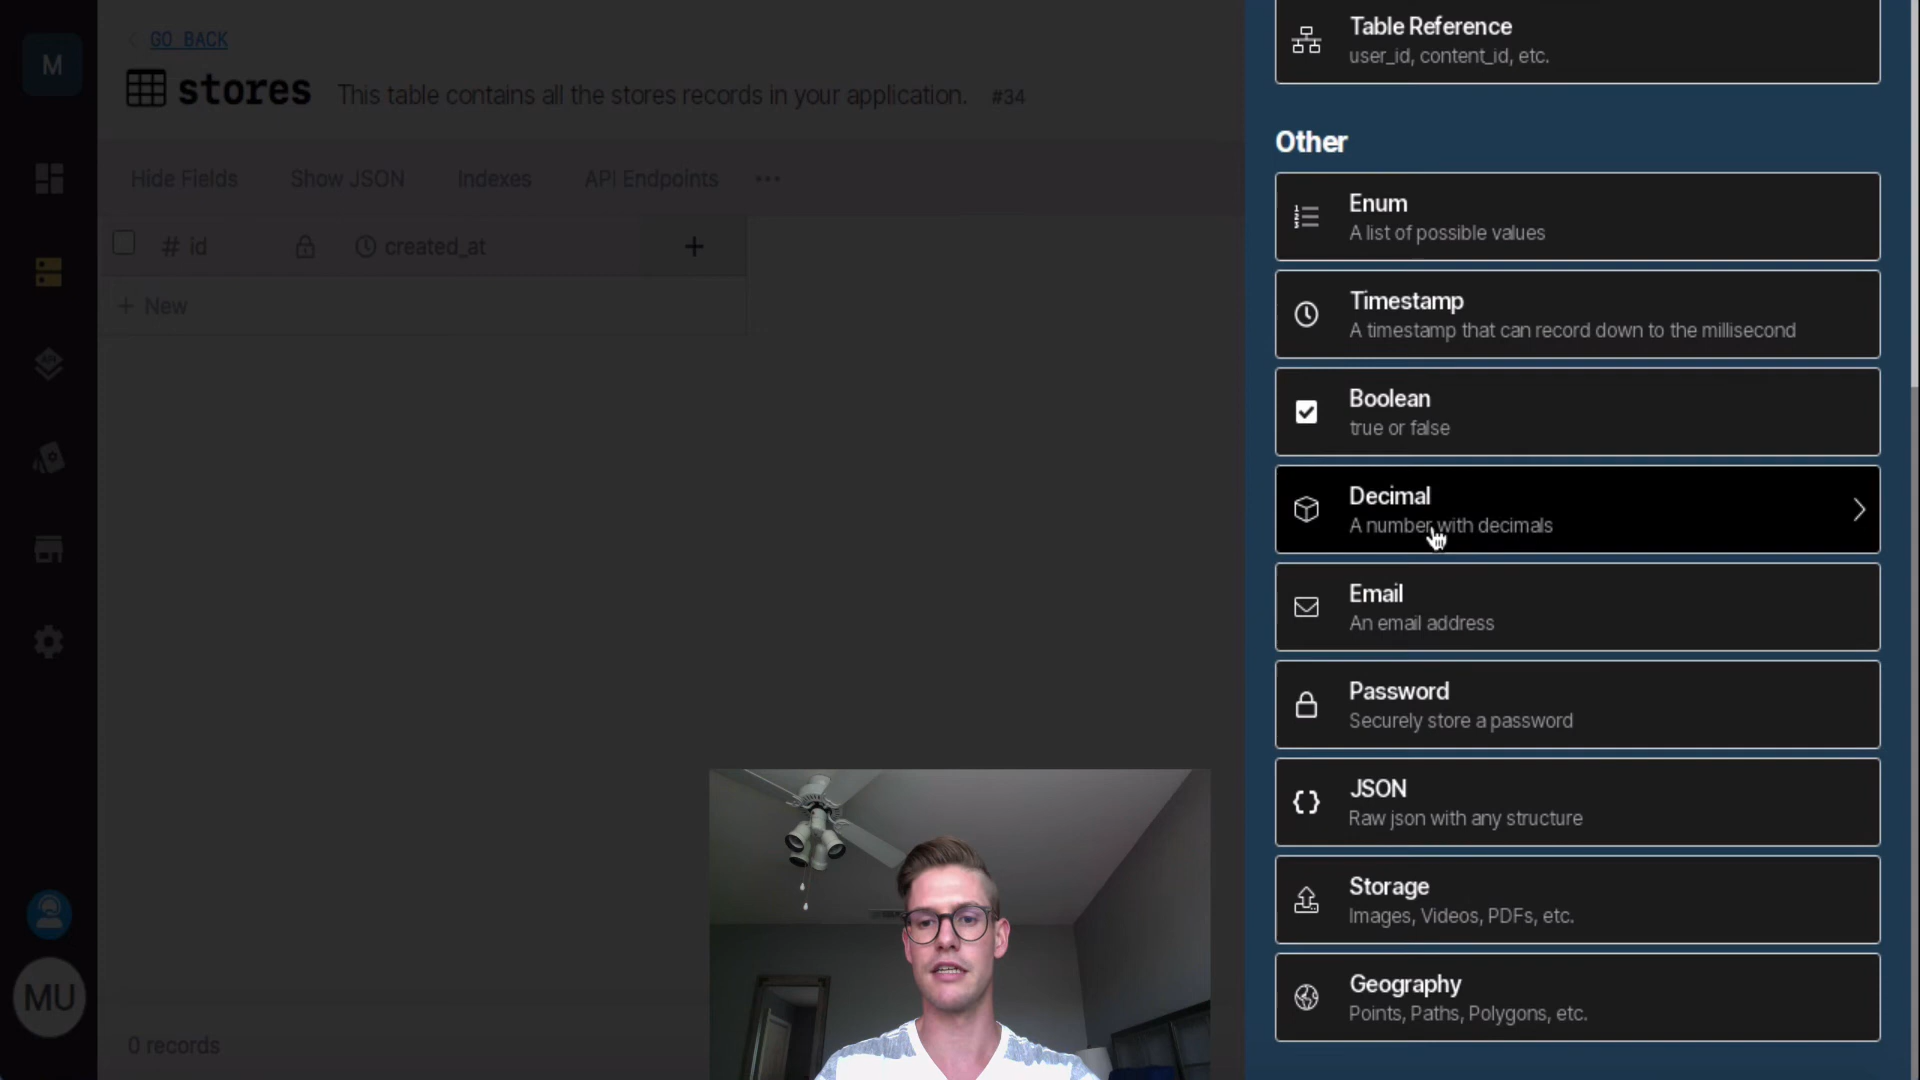 M
GO BACK
stores This table contains all the stores records in your application. #34
Hide Fields Show JSON Indexes API Endpoints
# id created_at
+ New
0 records
MU
Table Reference
user_id, content_id, etc.
Other
Enum
A list of possible values
Timestamp
A timestamp that can record down to the millisecond
Boolean
true or false
Decimal
A number with decimals
Email
An email address
Password
Securely store a password
JSON
Raw json with any structure
Storage
Images, Videos, PDFs, etc.
Geography
Points, Paths, Polygons, etc.